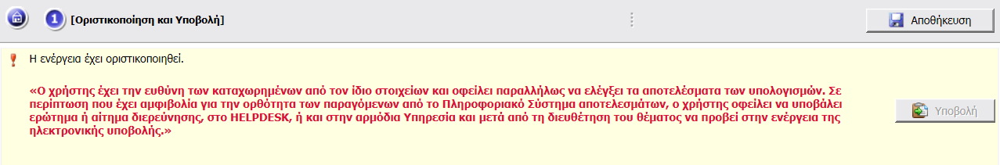 1 [Οριστικοποίηση και Υποβολή]
Αποθήκευση
Η ενέργεια έχει οριστικοποιηθεί.
«Ο χρήστης έχει την ευθύνη των καταχωρημένων από τον ίδιο στοιχείων και οφείλει παραλλήλως να ελέγξει τα αποτελέσματα των υπολογισμών. Σε
περίπτωση που έχει αμφιβολία για την ορθότητα των παραγόμενων από το Πληροφοριακό Σύστημα αποτελεσμάτων, ο χρήστης οφείλει να υποβάλει
ερώτημα ή αίτημα διερεύνησης, στο HELPDESK, ή και στην αρμόδια Υπηρεσία και μετά από τη διευθέτηση του θέματος να προβεί στην ενέργεια της
ηλεκτρονικής υποβολής.»
Υποβολή